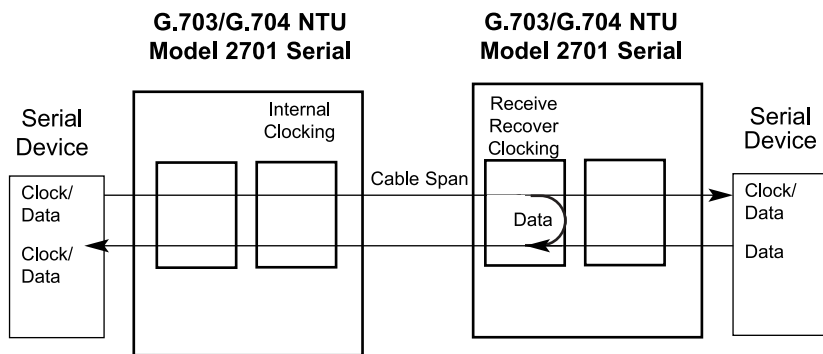 G.703/G.704 NTU
Model 2701 Serial
G.703/G.704 NTU
Model 2701 Serial
Serial
Device
Internal
Clocking
Receive
Recover
Clocking
Serial
Device
Cable Span
Clock/
Data
Clock/
Data
Data
Clock/
Data
Data